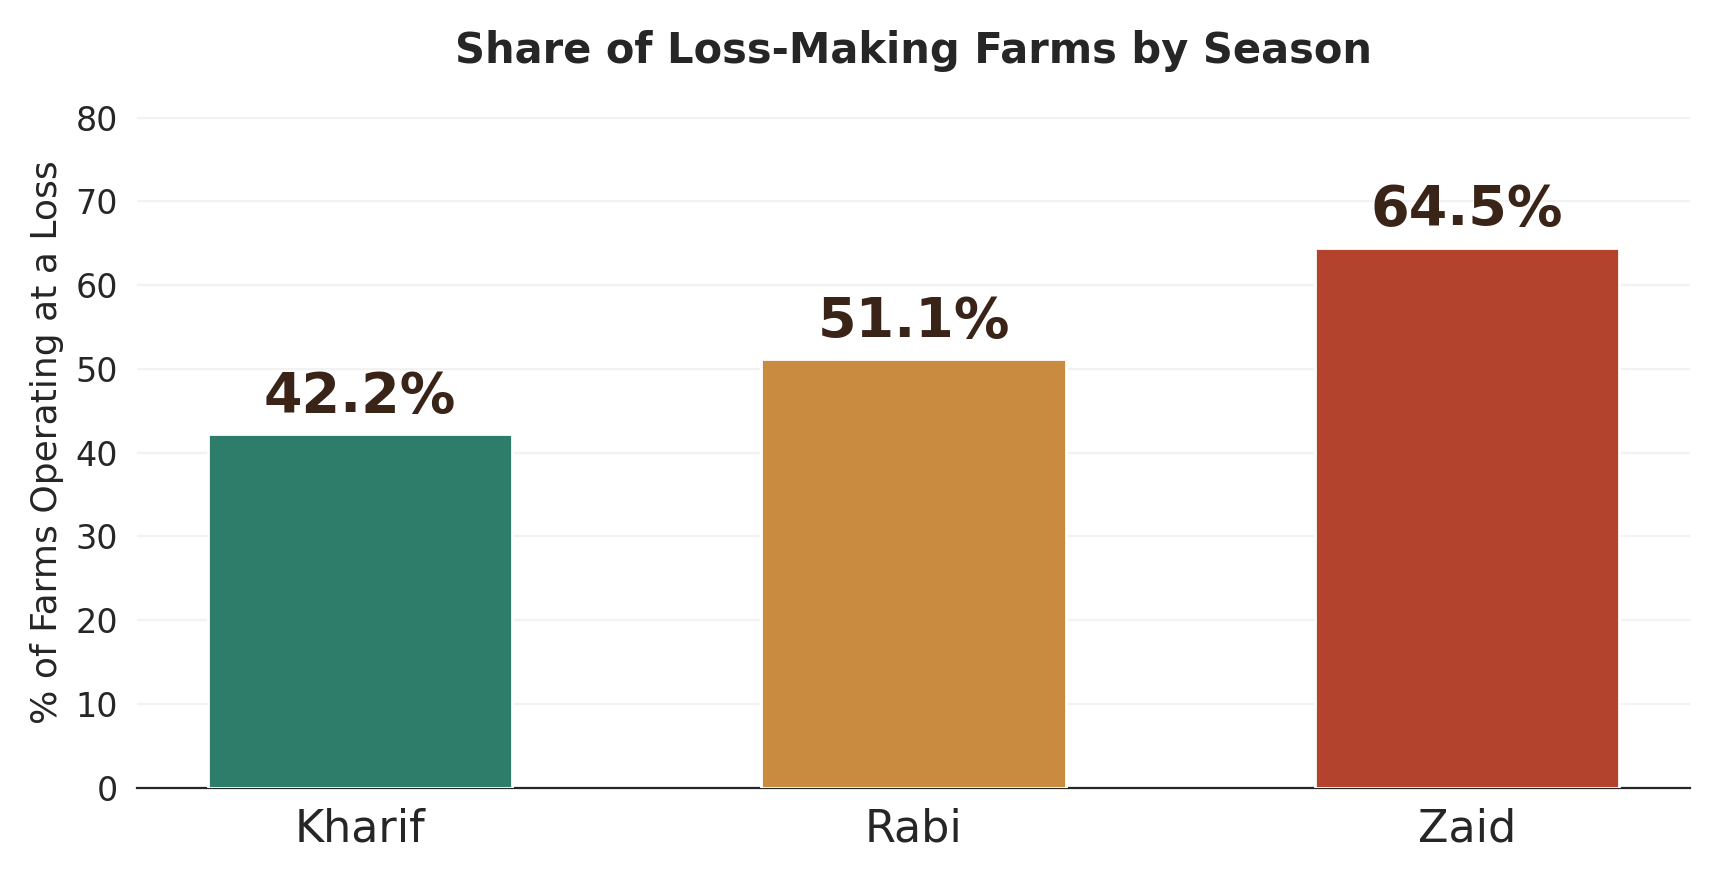 Share of Loss-Making Farms by Season
% of Farms Operating at a Loss
80
70
60
50
40
30
20
10
0
42.2%
51.1%
64.5%
Kharif
Rabi
Zaid